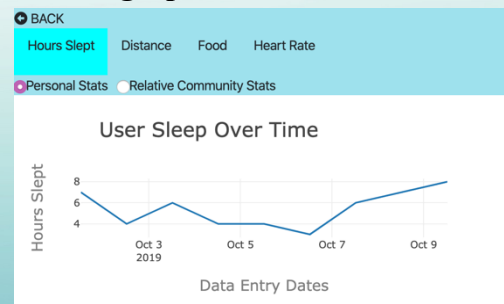 BACK
Hours Slept Distance Food Heart Rate
Personal Stats Relative Community Stats
User Sleep Over Time
Hours Slept
8
6
4
Oct 3 Oct 5 Oct 7 Oct 9
2019
Data Entry Dates